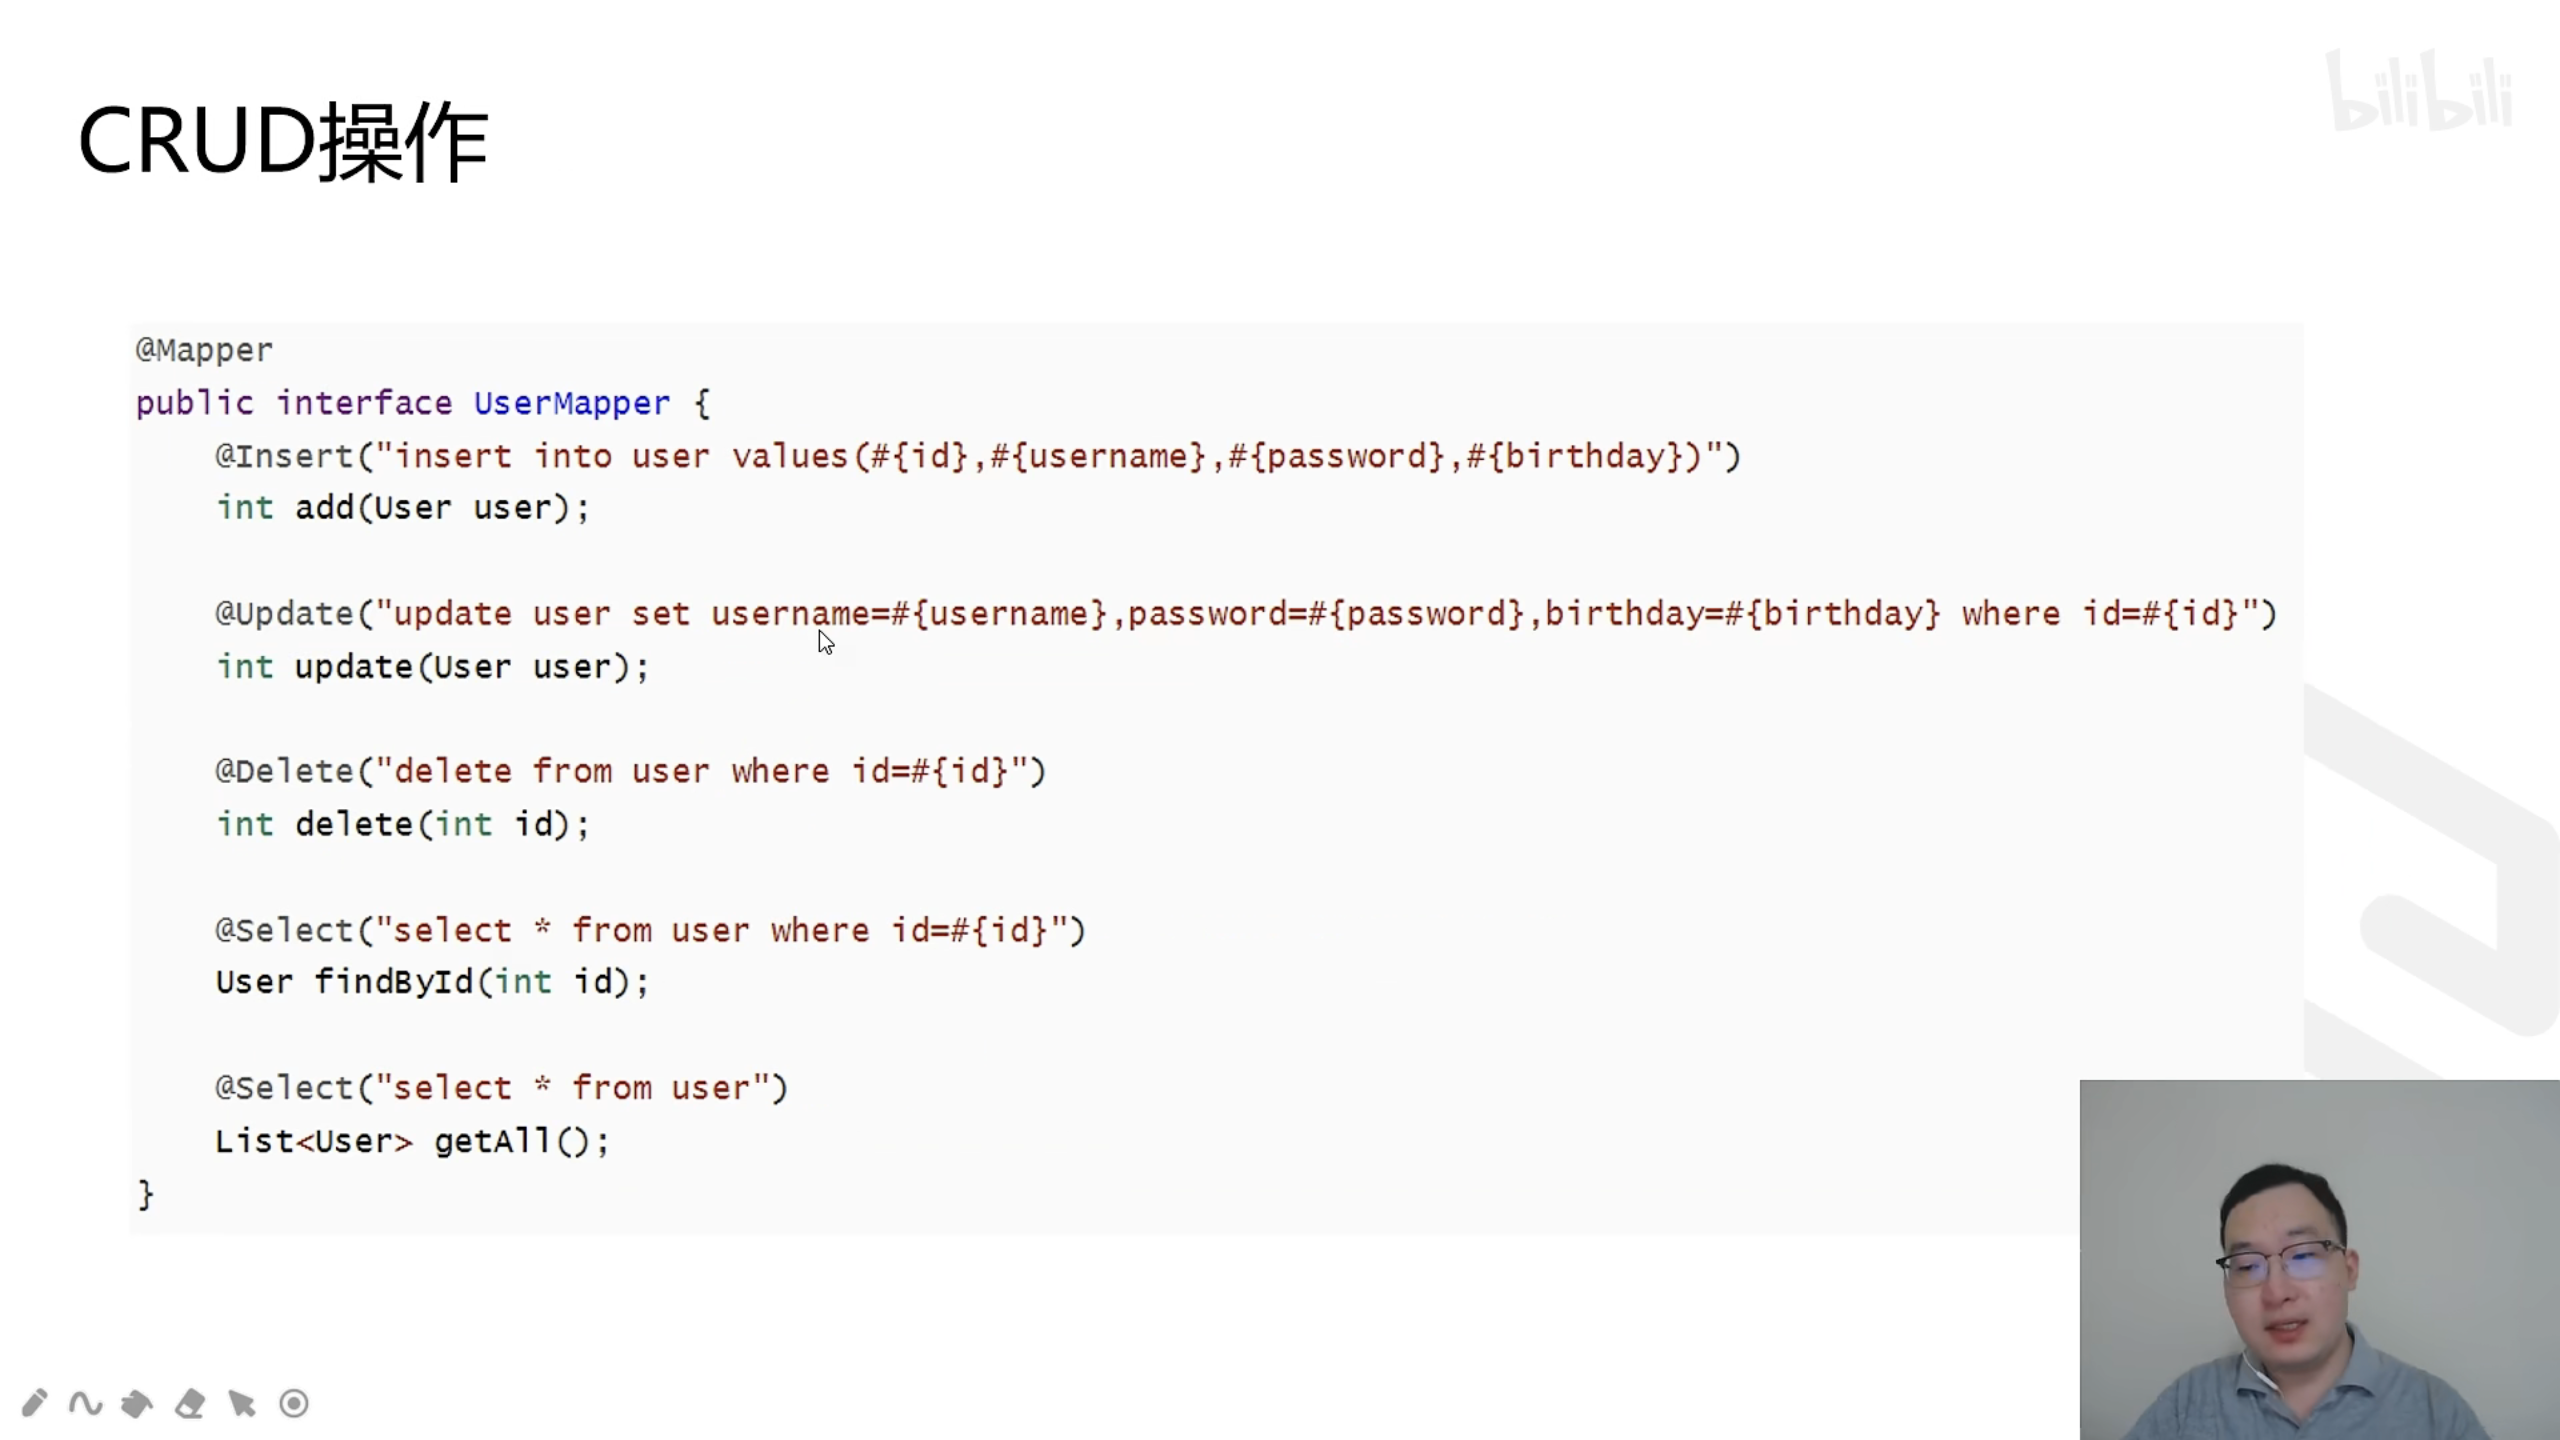 bilibili
CRUD操作
@Mapper
public interface UserMapper {
@Insert("insert into user values(#{id},#{username},#{password},#{birthday})")
int add(User user);
@Update("update user set username=#{username},password=#{password},birthday=#{birthday} where id=#{id}")
int update(User user);
@Delete("delete from user where id=#{id}")
int delete(int id);
@Select("select * from user where id=#{id}")
User findById(int id);
@Select("select * from user")
List<User> getAll();
}